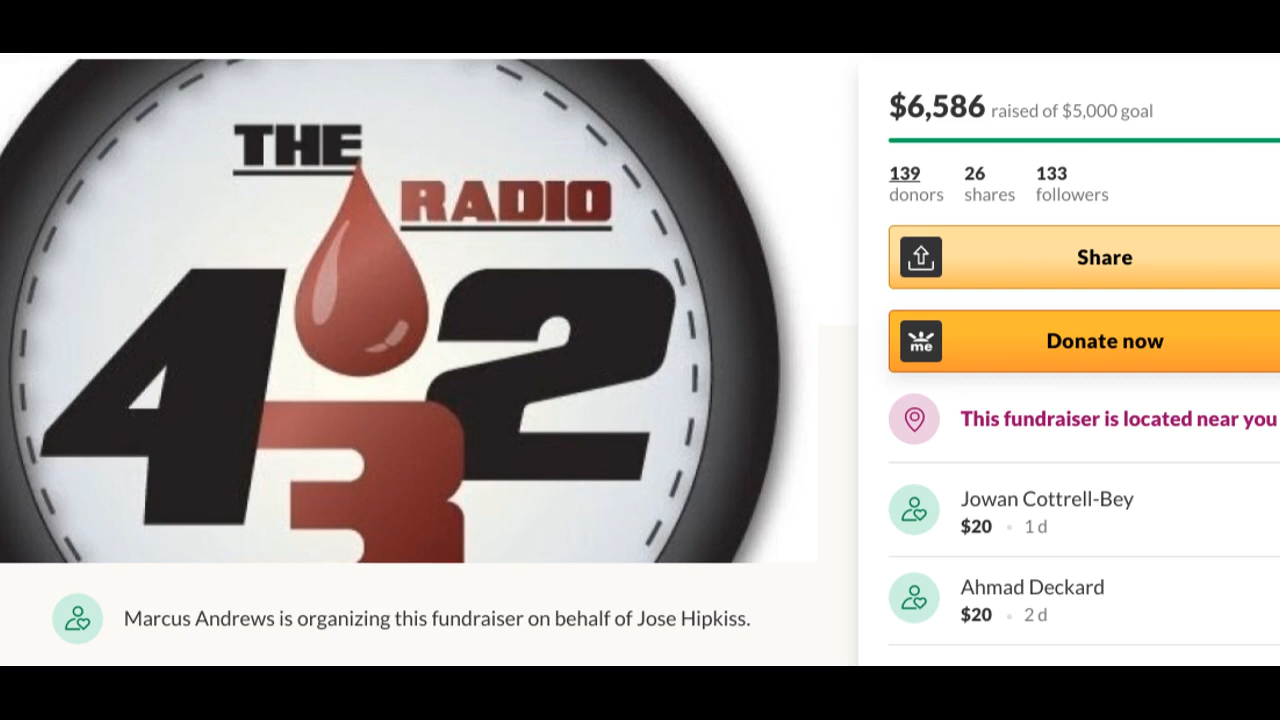 THE
RADIO
432
$6,586 raised of $5,000 goal
139 26 133
donors shares followers
Share
me Donate now
This fundraiser is located near you
Jowan Cottrell-Bey
$20 • 1 d
Ahmad Deckard
$20 • 2 d
Marcus Andrews is organizing this fundraiser on behalf of Jose Hipkiss.